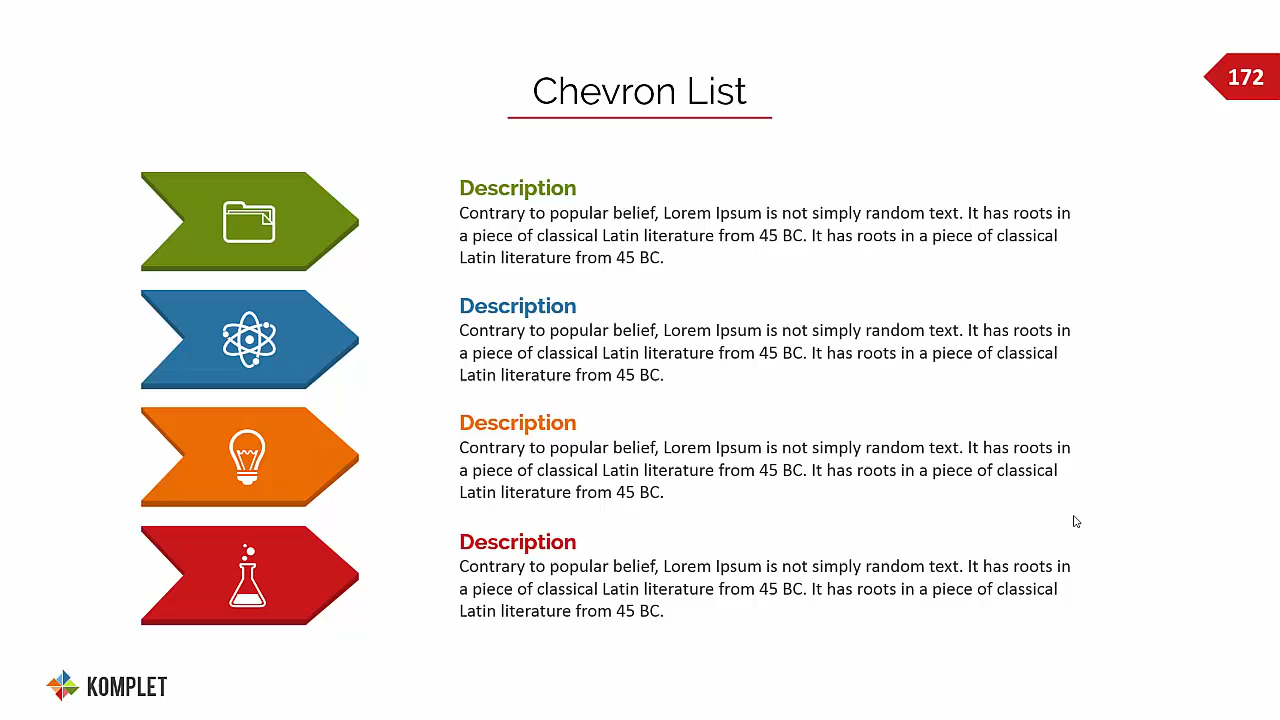 Chevron List
172
Description
Contrary to popular belief, Lorem Ipsum is not simply random text. It has roots in
a piece of classical Latin literature from 45 BC. It has roots in a piece of classical
Latin literature from 45 BC.
Description
Contrary to popular belief, Lorem Ipsum is not simply random text. It has roots in
a piece of classical Latin literature from 45 BC. It has roots in a piece of classical
Latin literature from 45 BC.
Description
Contrary to popular belief, Lorem Ipsum is not simply random text. It has roots in
a piece of classical Latin literature from 45 BC. It has roots in a piece of classical
Latin literature from 45 BC.
Description
Contrary to popular belief, Lorem Ipsum is not simply random text. It has roots in
a piece of classical Latin literature from 45 BC. It has roots in a piece of classical
Latin literature from 45 BC.
KOMPLET